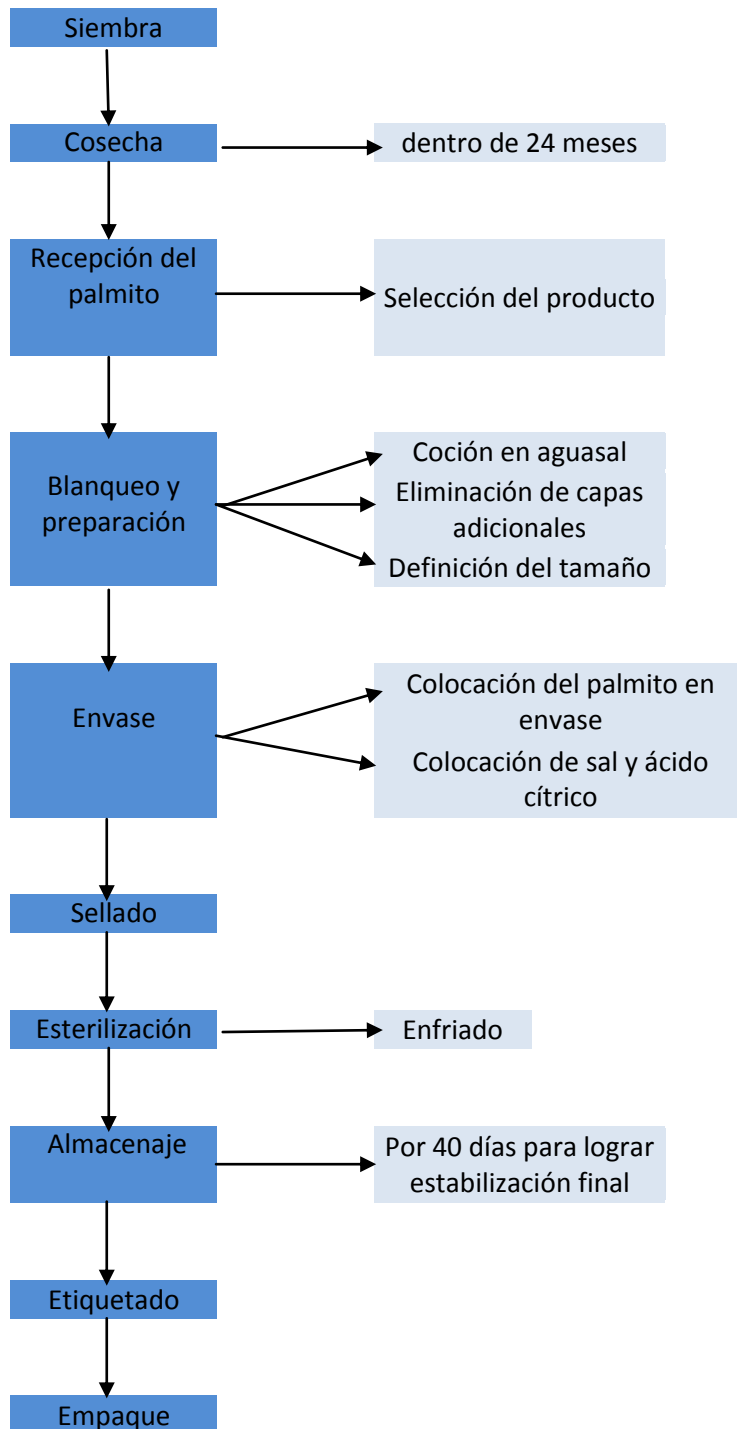 Siembra
Cosecha
dentro de 24 meses
Recepción del
palmito
Selección del producto
Blanqueo y
preparación
Coción en aguasal
Eliminación de capas
adicionales
Definición del tamaño
Envase
Colocación del palmito en
envase
Colocación de sal y ácido
cítrico
Sellado
Esterilización
Enfriado
Almacenaje
Por 40 días para lograr
estabilización final
Etiquetado
Empaque